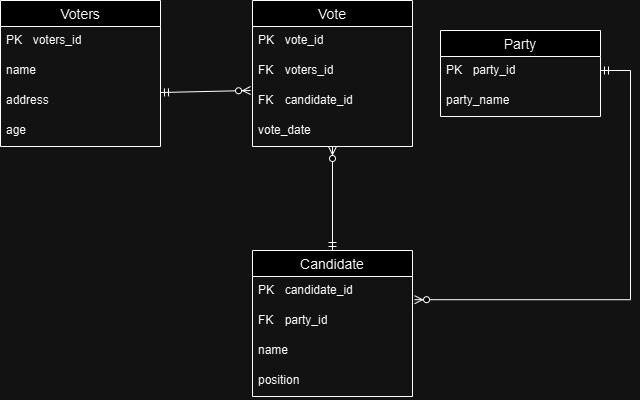 Voters
PK voters_id
name
address
age
Vote
PK vote_id
FK voters_id
FK candidate_id
vote_date
Party
PK party_id
party_name
Candidate
PK candidate_id
FK party_id
name
position